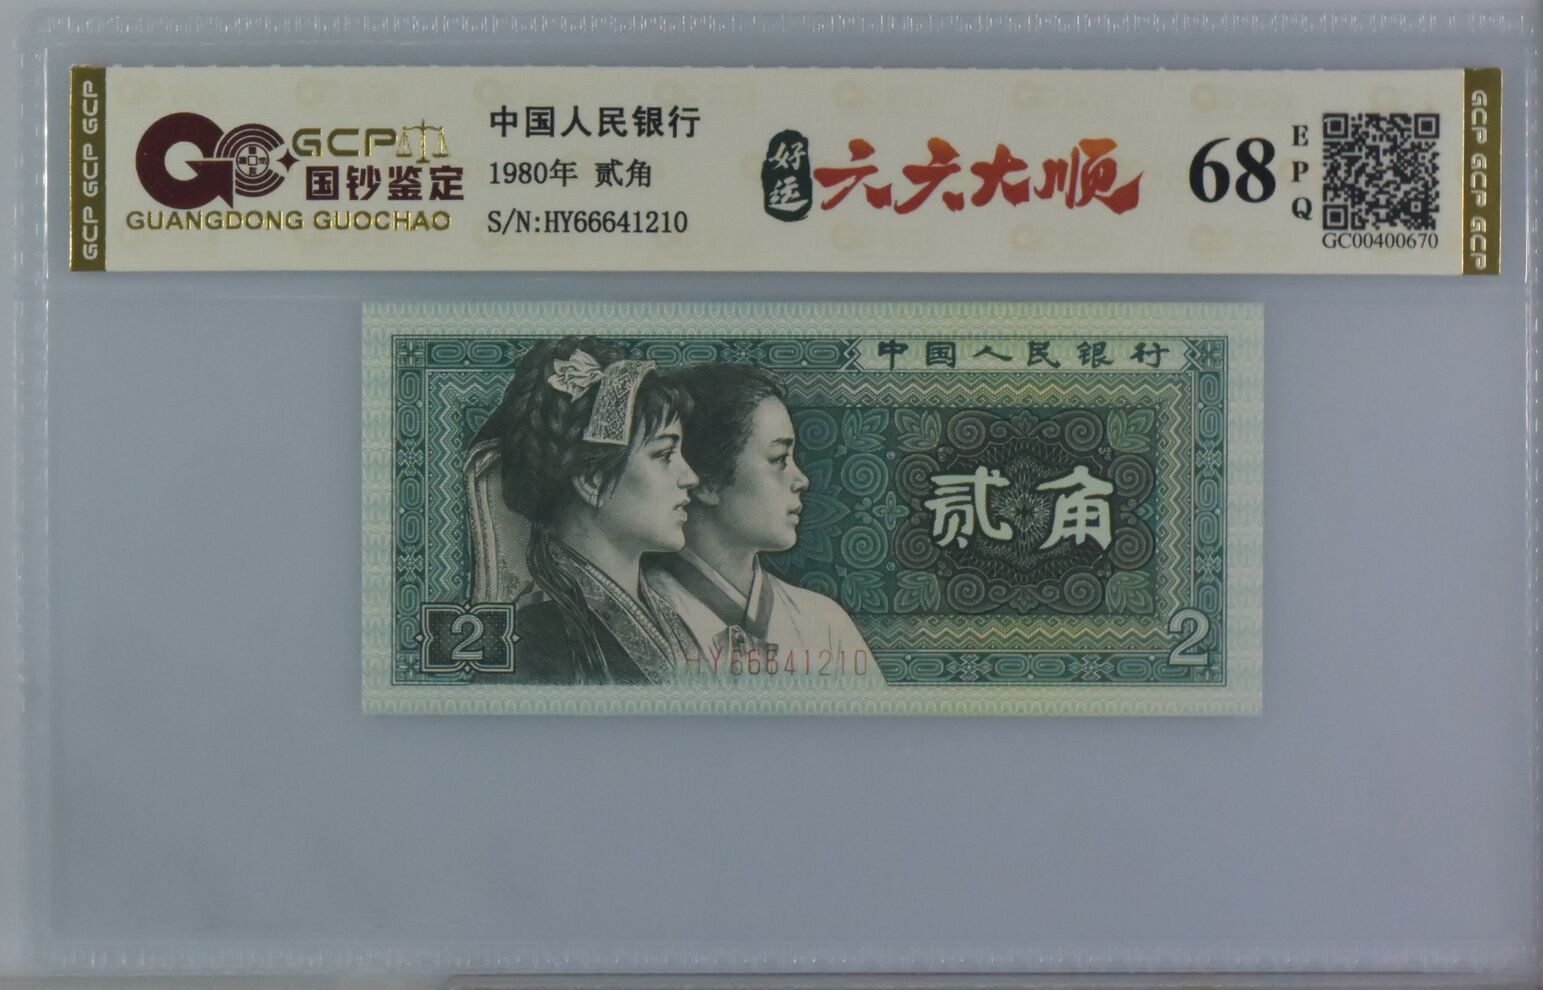 GCP GCP GCP
GCP
国钞鉴定
GUANGDONG GUOCHAO
中国人民银行
1980年 贰角
S/N:HY66641210
好运
六六大顺
68
EPQ
GC00400670
GCP GCP GCP
中国人民银行
贰角
2
2
HY66641210